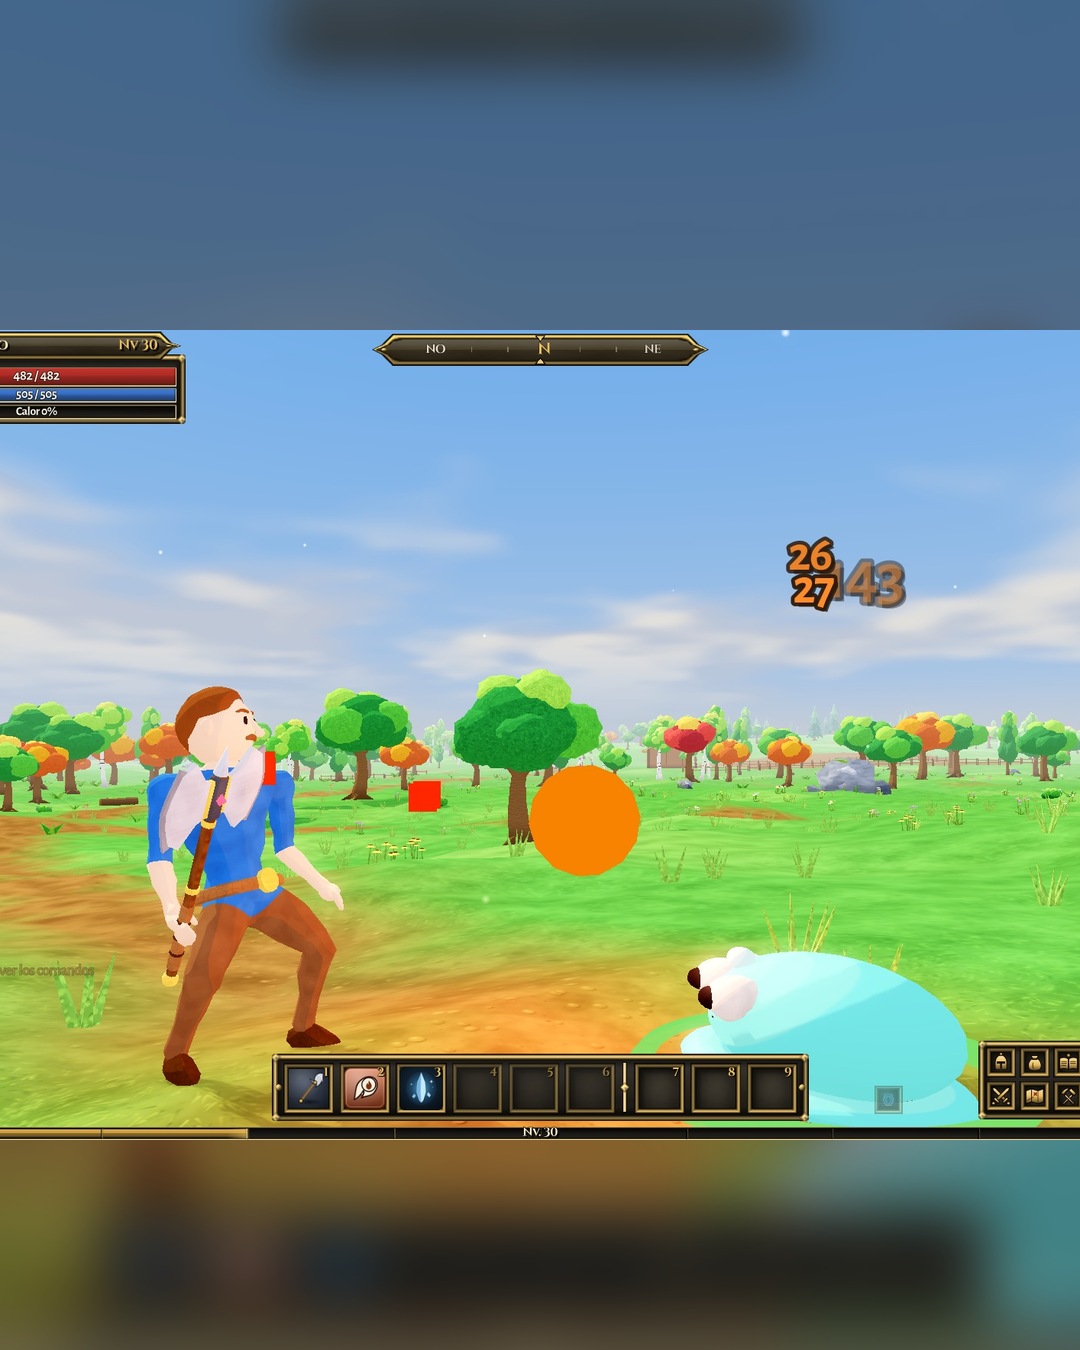 O
Nv 30
482 / 482
505 / 505
Calor 0%
NO N NE
26
27
143
ver los comandos
1 2 3 4 5 6 7 8 9
Nv. 30